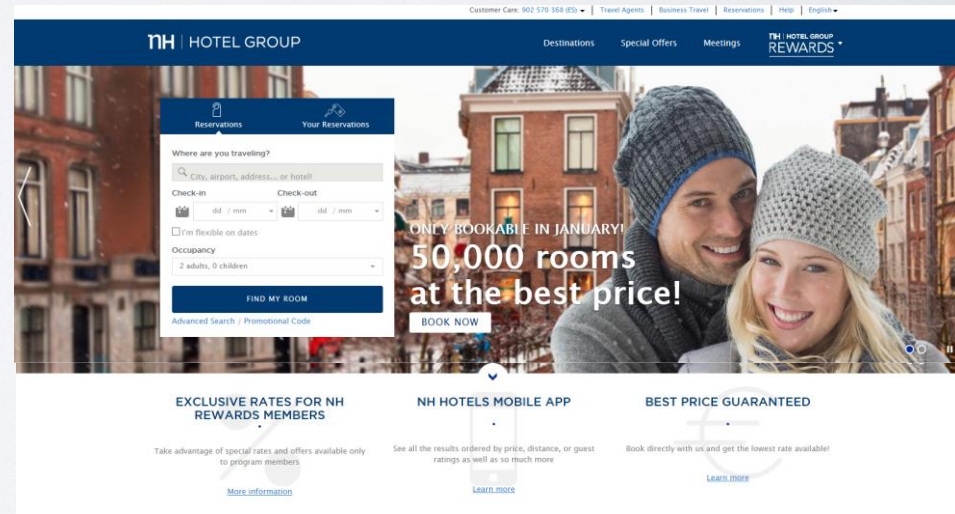 Customer Care: 902 570 368 (ES) Travel Agents Business Travel Reservations Help English
nH | HOTEL GROUP
Destinations Special Offers Meetings
nH | HOTEL GROUP
REWARDS
Reservations Your Reservations
Where are you traveling?
City, airport, address... or hotel!
Check-in Check-out
dd / mm dd / mm
I'm flexible on dates
Occupancy
2 adults, 0 children
FIND MY ROOM
Advanced Search / Promotional Code
ONLY BOOKABLE IN JANUARY!
50,000 rooms
at the best price!
BOOK NOW
EXCLUSIVE RATES FOR NH
REWARDS MEMBERS
Take advantage of special rates and offers available only
to program members
More information
NH HOTELS MOBILE APP
See all the results ordered by price, distance, or guest
ratings as well as so much more
Learn more
BEST PRICE GUARANTEED
Book directly with us and get the lowest rate available!
Learn more